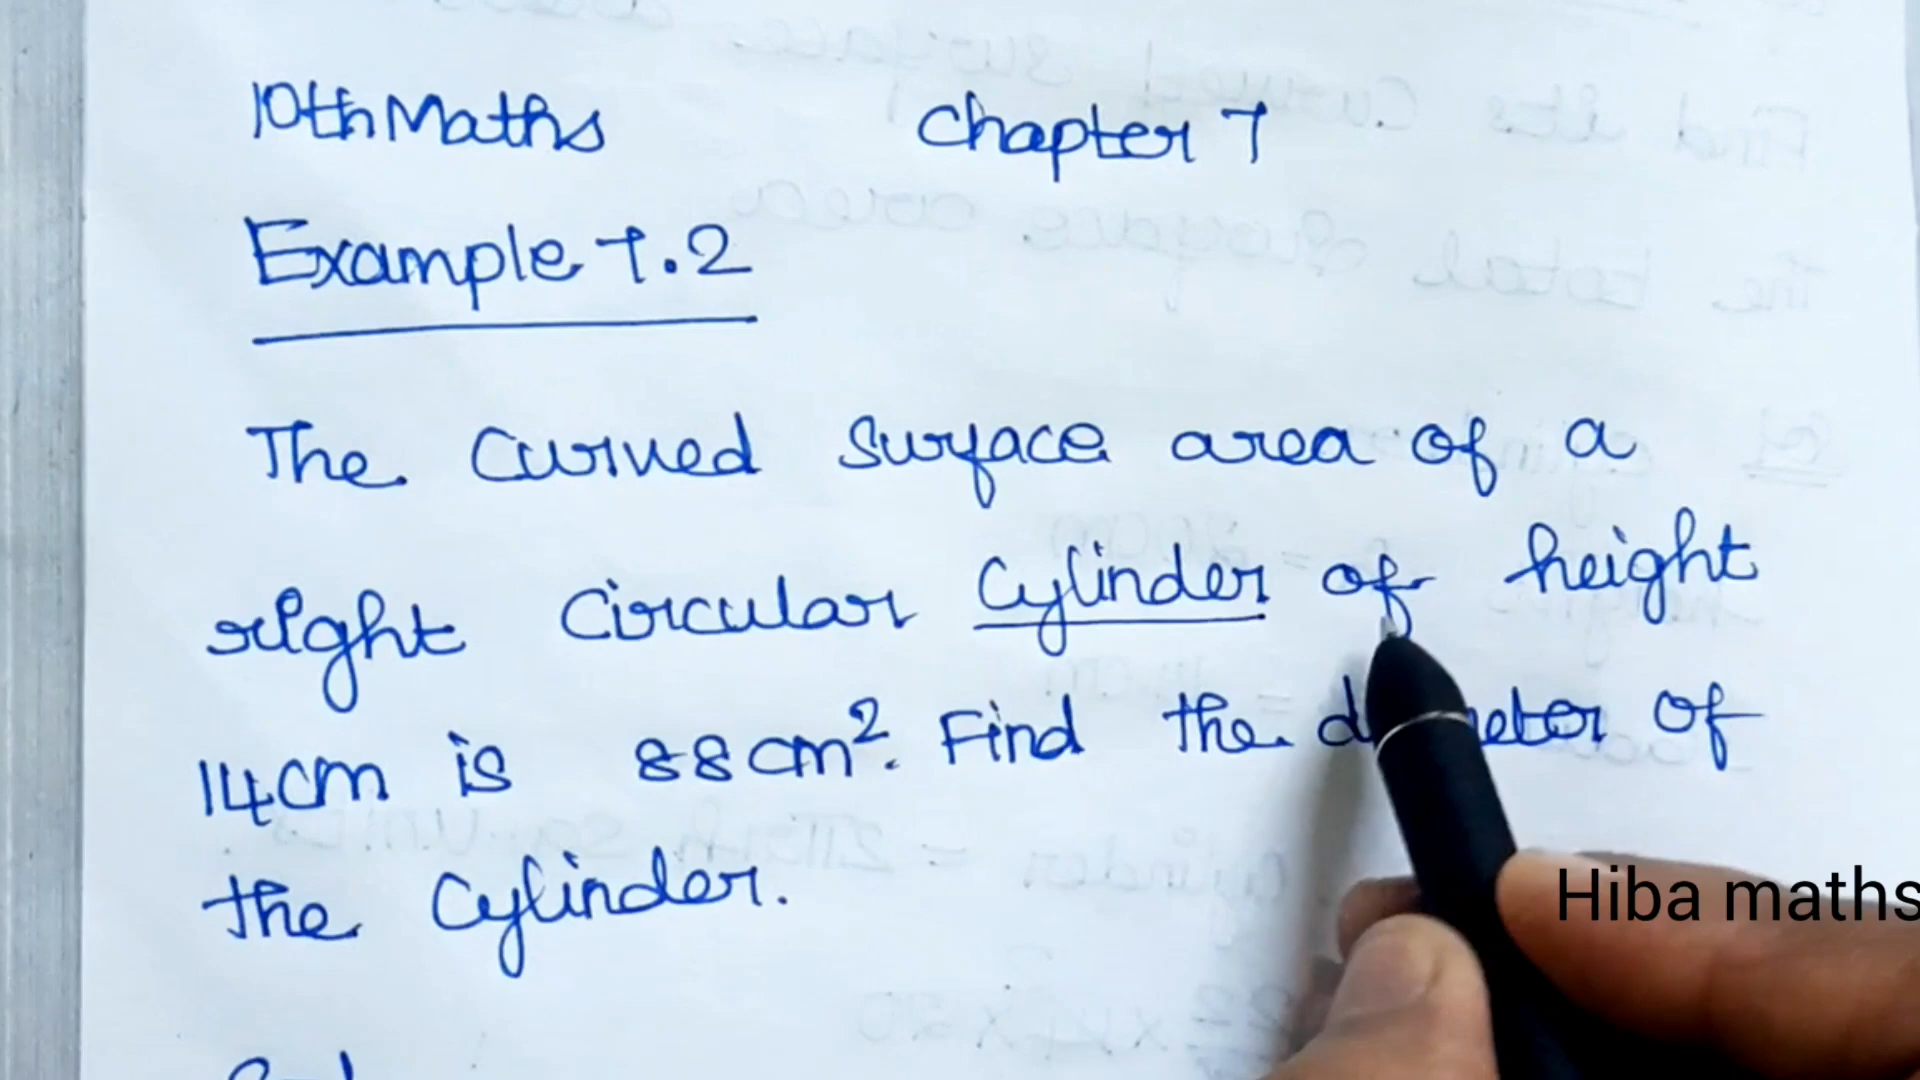 10th Maths Chapter 7
Example 7.2
The Curved Surface area of a
right Circular Cylinder of height
14cm is 88cm². Find the of
the Cylinder.
Hiba maths